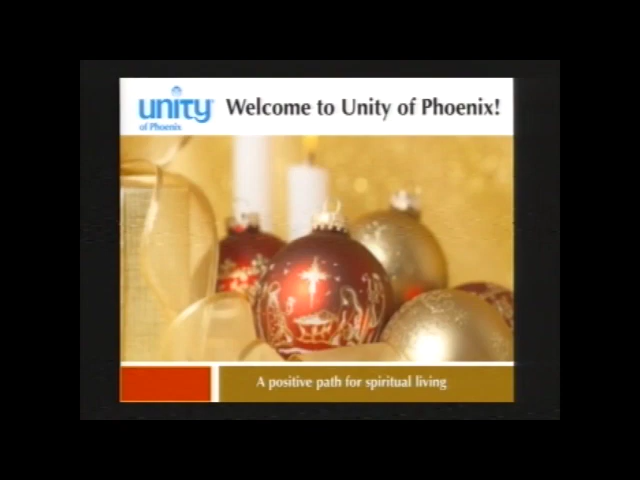 unity
of Phoenix
Welcome to Unity of Phoenix!
A positive path for spiritual living